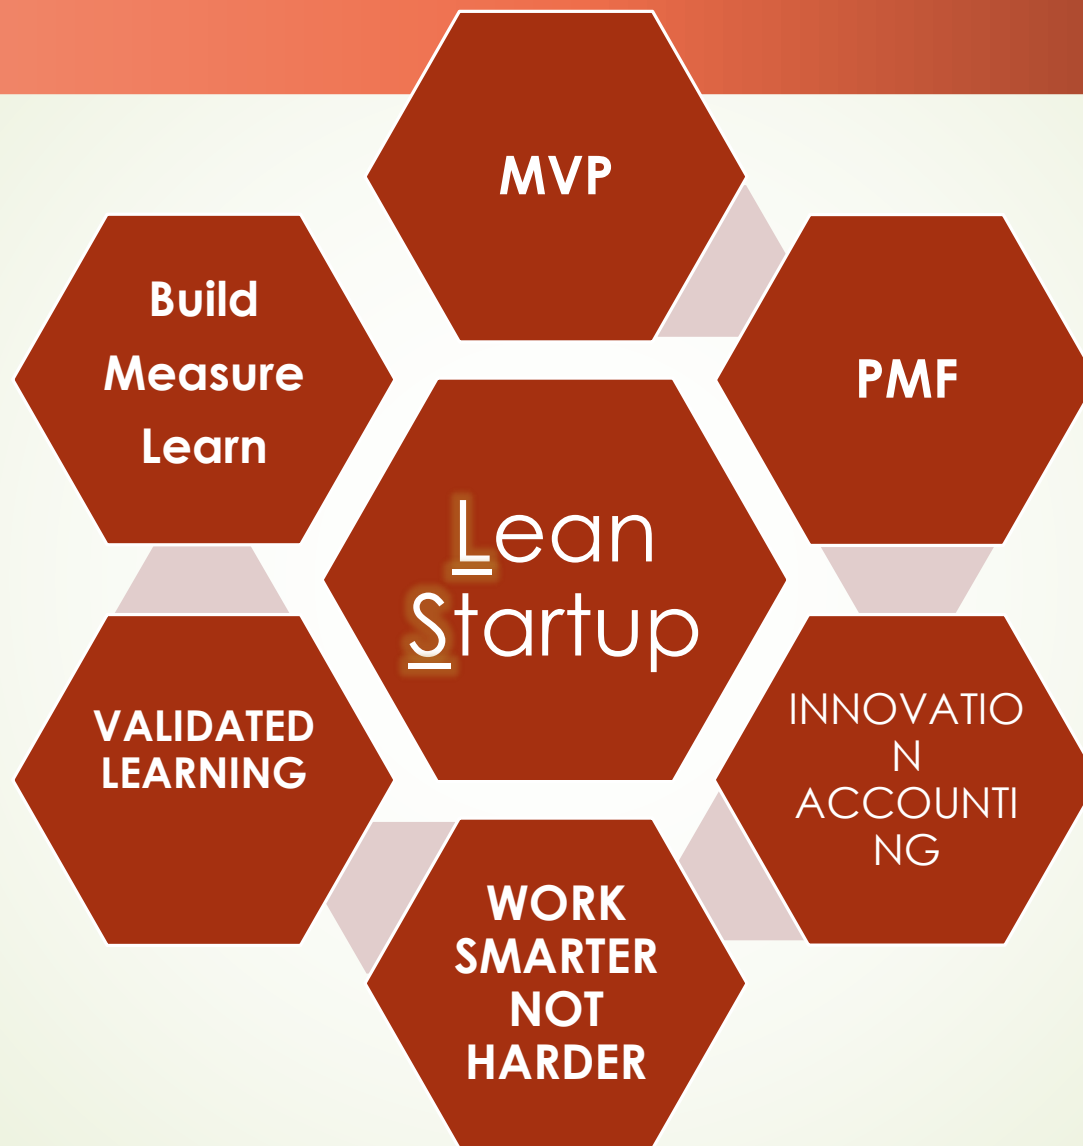 MVP
PMF
INNOVATIO
N
ACCOUNTI
NG
WORK
SMARTER
NOT
HARDER
VALIDATED
LEARNING
Build
Measure
Learn
Lean
Startup